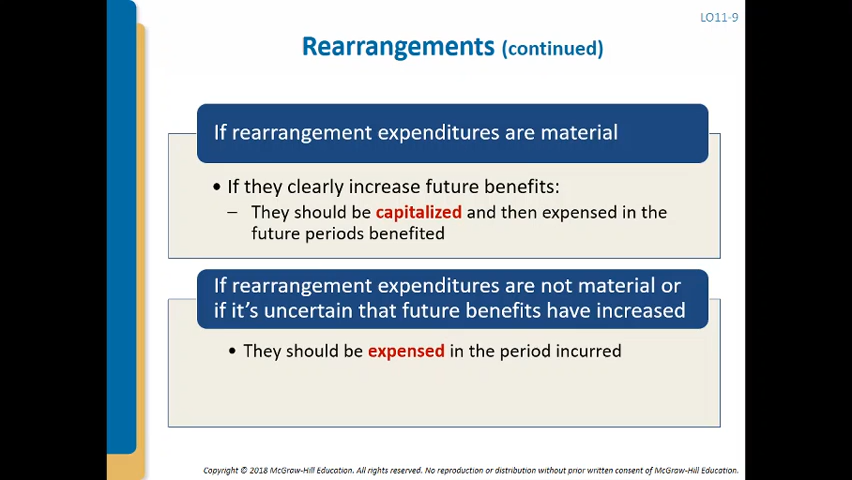 LO11-9
Rearrangements (continued)
If rearrangement expenditures are material
• If they clearly increase future benefits:
– They should be capitalized and then expensed in the
future periods benefited
If rearrangement expenditures are not material or
if it's uncertain that future benefits have increased
• They should be expensed in the period incurred
Copyright © 2018 McGraw-Hill Education. All rights reserved. No reproduction or distribution without prior written consent of McGraw-Hill Education.